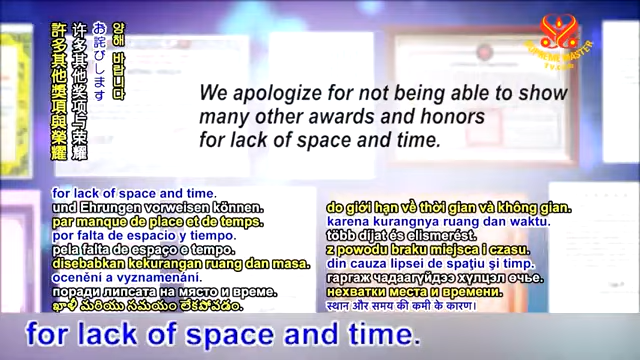 양해 바랍니다
お詫びします
许多其他奖项与荣耀
許多其他獎項與榮耀
SUPREME MASTER
TV.com
We apologize for not being able to show
many other awards and honors
for lack of space and time.
for lack of space and time.
und Ehrungen vorweisen können.
par manque de place et de temps.
por falta de espacio y tiempo.
pela falta de espaço e tempo.
disebabkan kekurangan ruang dan masa.
ocenění a vyznamenání.
поради липсата на място и време.
ఖాళీ మరియు సమయం లేకపోవడం.
do giới hạn về thời gian và không gian.
karena kurangnya ruang dan waktu.
több díjat és elismerést.
z powodu braku miejsca i czasu.
din cauza lipsei de spaţiu şi timp.
гаргаж чадаагүйдээ хүлцэл өчье.
нехватки места и времени.
स्थान और समय की कमी के कारण।
for lack of space and time.